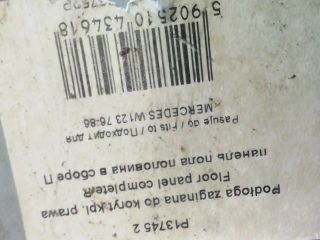 P13745 2
Podłoga zaginana do koryt.kpl. prawa
Floor panel complete R
панель пола половина в сборе П
Pasuje do / Fits to / Подходит для
MERCEDES W123 76-86
5 902510 434618